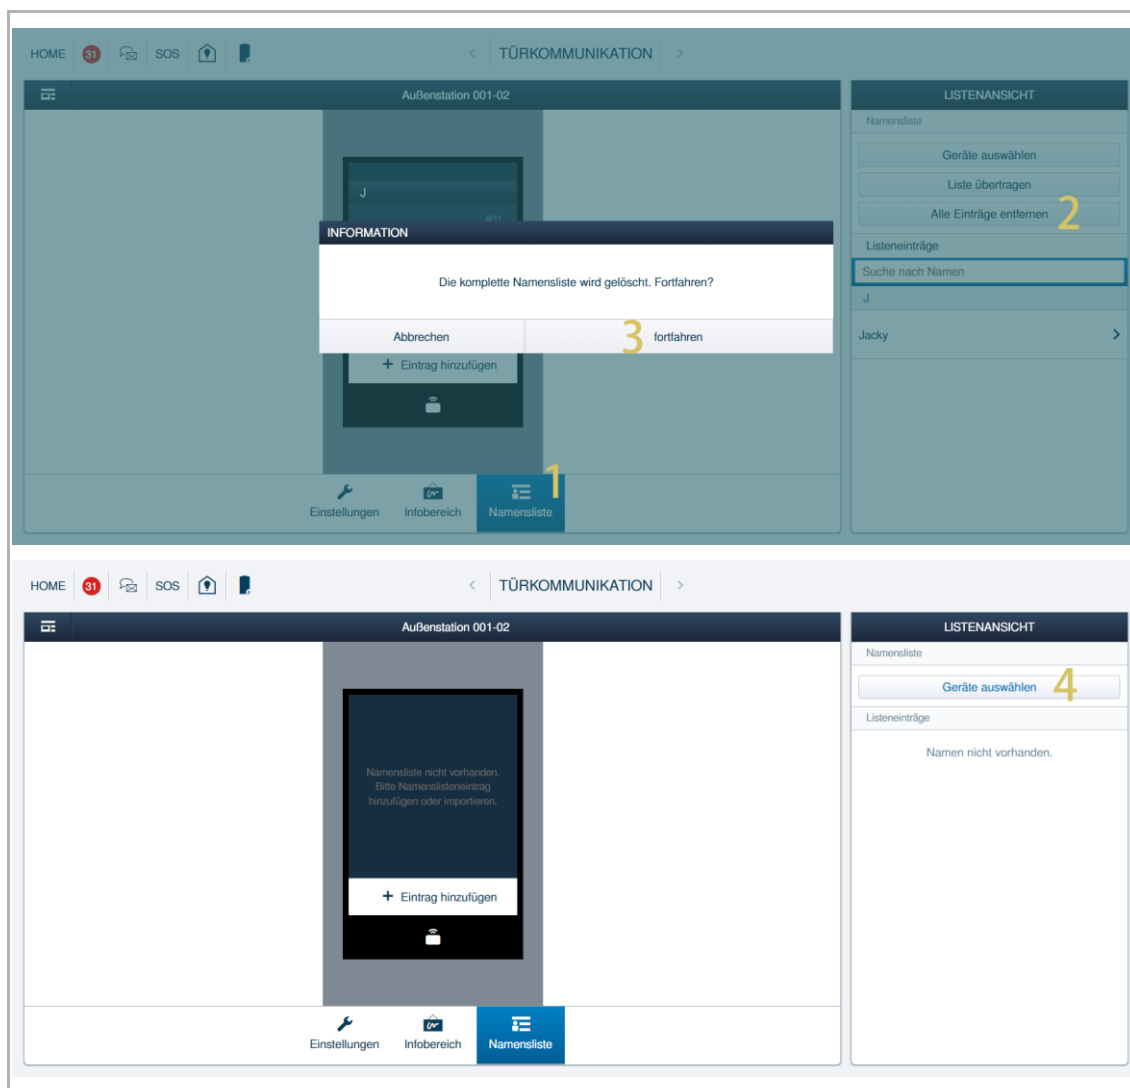 HOME 31 SOS < TÜRKOMMUNIKATION >
Außenstation 001-02
J
#01
INFORMATION
Die komplette Namensliste wird gelöscht. Fortfahren?
Abbrechen 3 fortfahren
+ Eintrag hinzufügen
1
Einstellungen Infobereich Namensliste
LISTENANSICHT
Namensliste
Geräte auswählen
Liste übertragen
Alle Einträge entfernen 2
Listeneinträge
Suche nach Namen
J
Jacky >
HOME 31 SOS < TÜRKOMMUNIKATION >
Außenstation 001-02
Namensliste nicht vorhanden.
Bitte Namenslisteneintrag
hinzufügen oder importieren.
+ Eintrag hinzufügen
Einstellungen Infobereich Namensliste
LISTENANSICHT
Namensliste
Geräte auswählen 4
Listeneinträge
Namen nicht vorhanden.